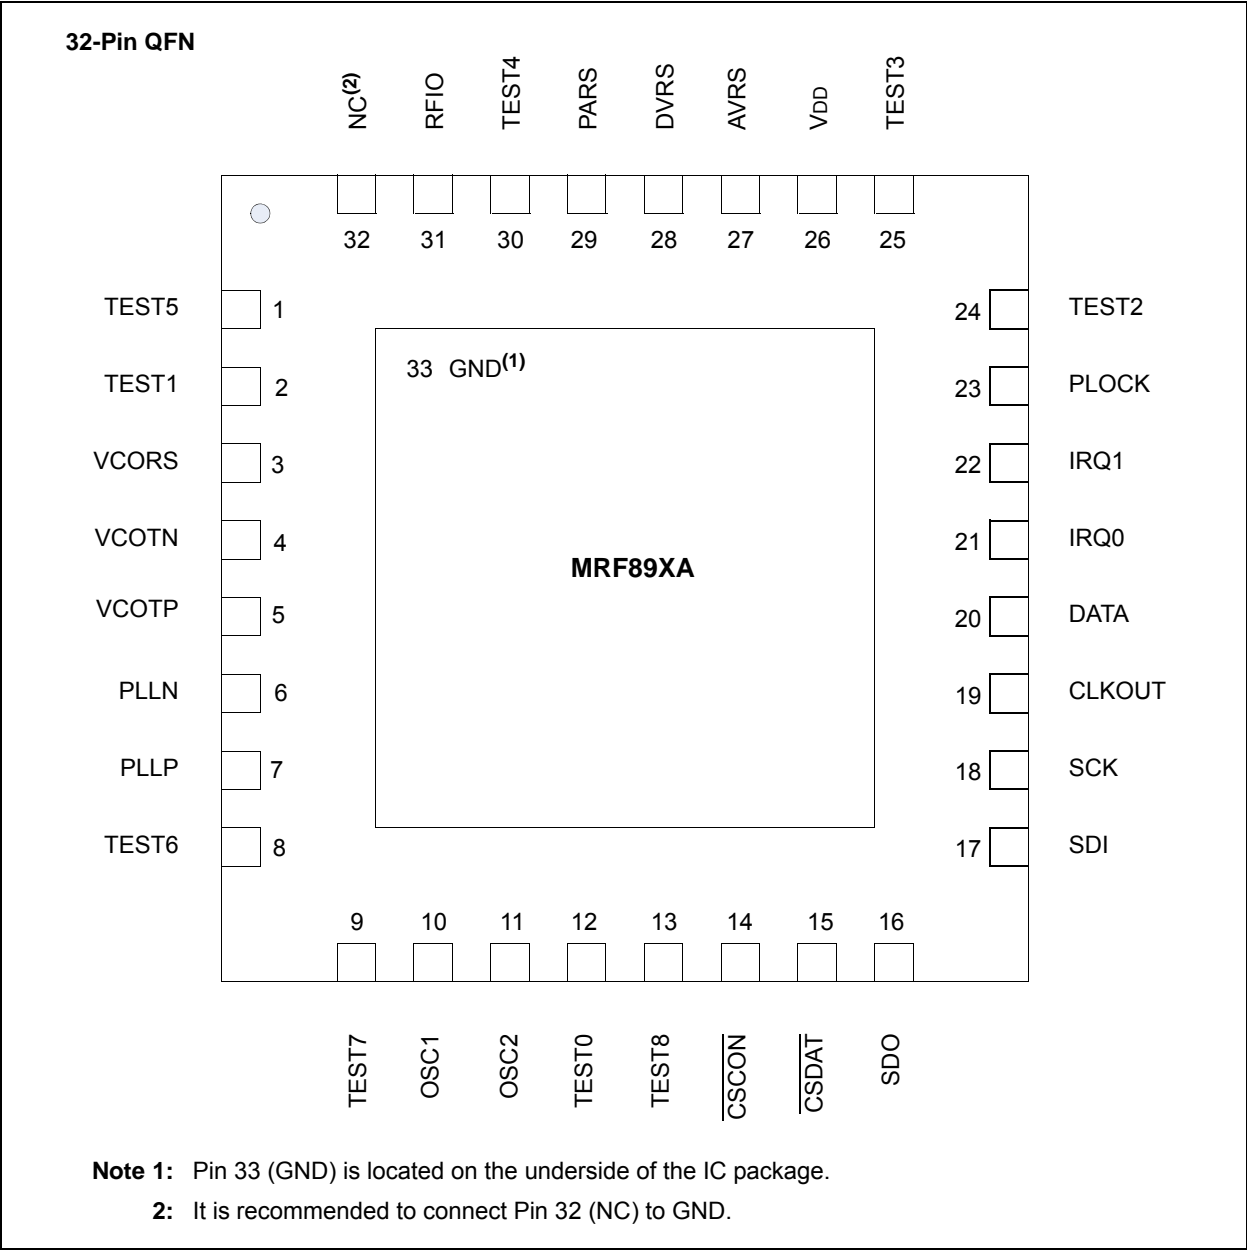 32-Pin QFN
NC(2) RFIO TEST4 PARS DVRS AVRS VDD TEST3
32 31 30 29 28 27 26 25
TEST5 1 24 TEST2
33 GND(1)
TEST1 2 23 PLOCK
VCORS 3 22 IRQ1
VCOTN 4 21 IRQ0
MRF89XA
VCOTP 5 20 DATA
PLLN 6 19 CLKOUT
PLLP 7 18 SCK
TEST6 8 17 SDI
9 10 11 12 13 14 15 16
TEST7 OSC1 OSC2 TEST0 TEST8 CSCON CSDAT SDO
Note 1: Pin 33 (GND) is located on the underside of the IC package.
2: It is recommended to connect Pin 32 (NC) to GND.